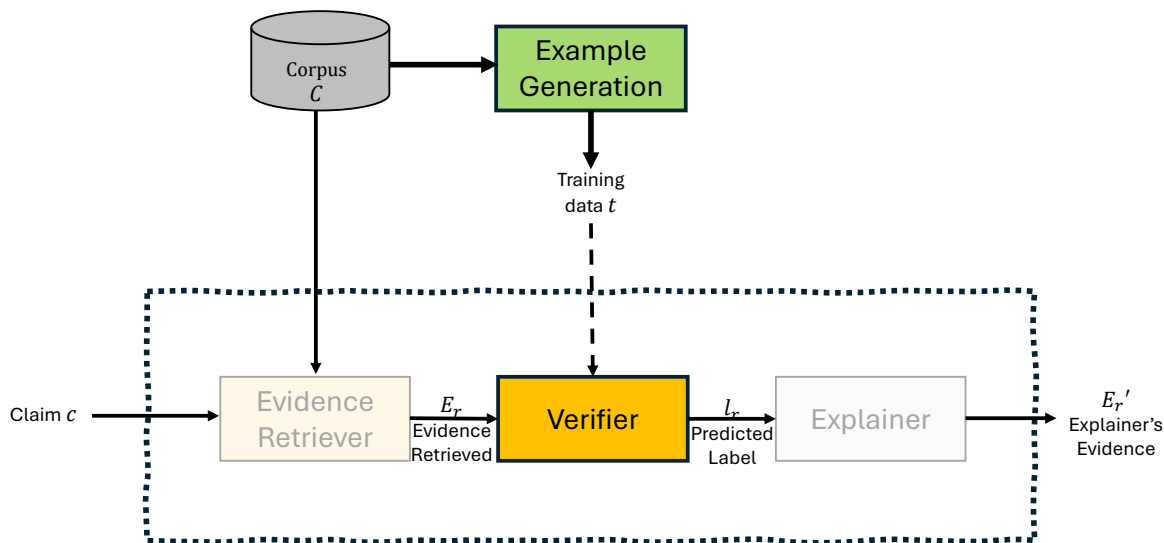 Corpus
C
Example
Generation
Training
data t
Claim c
Evidence
Retriever
E_r
Evidence
Retrieved
Verifier
l_r
Predicted
Label
Explainer
E_r′
Explainer's
Evidence